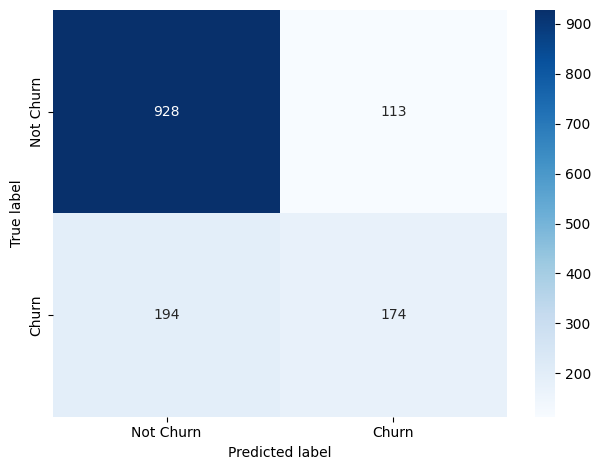 Not Churn
928
113
Churn
194
174
True label
Not Churn
Churn
Predicted label
900
800
700
600
500
400
300
200